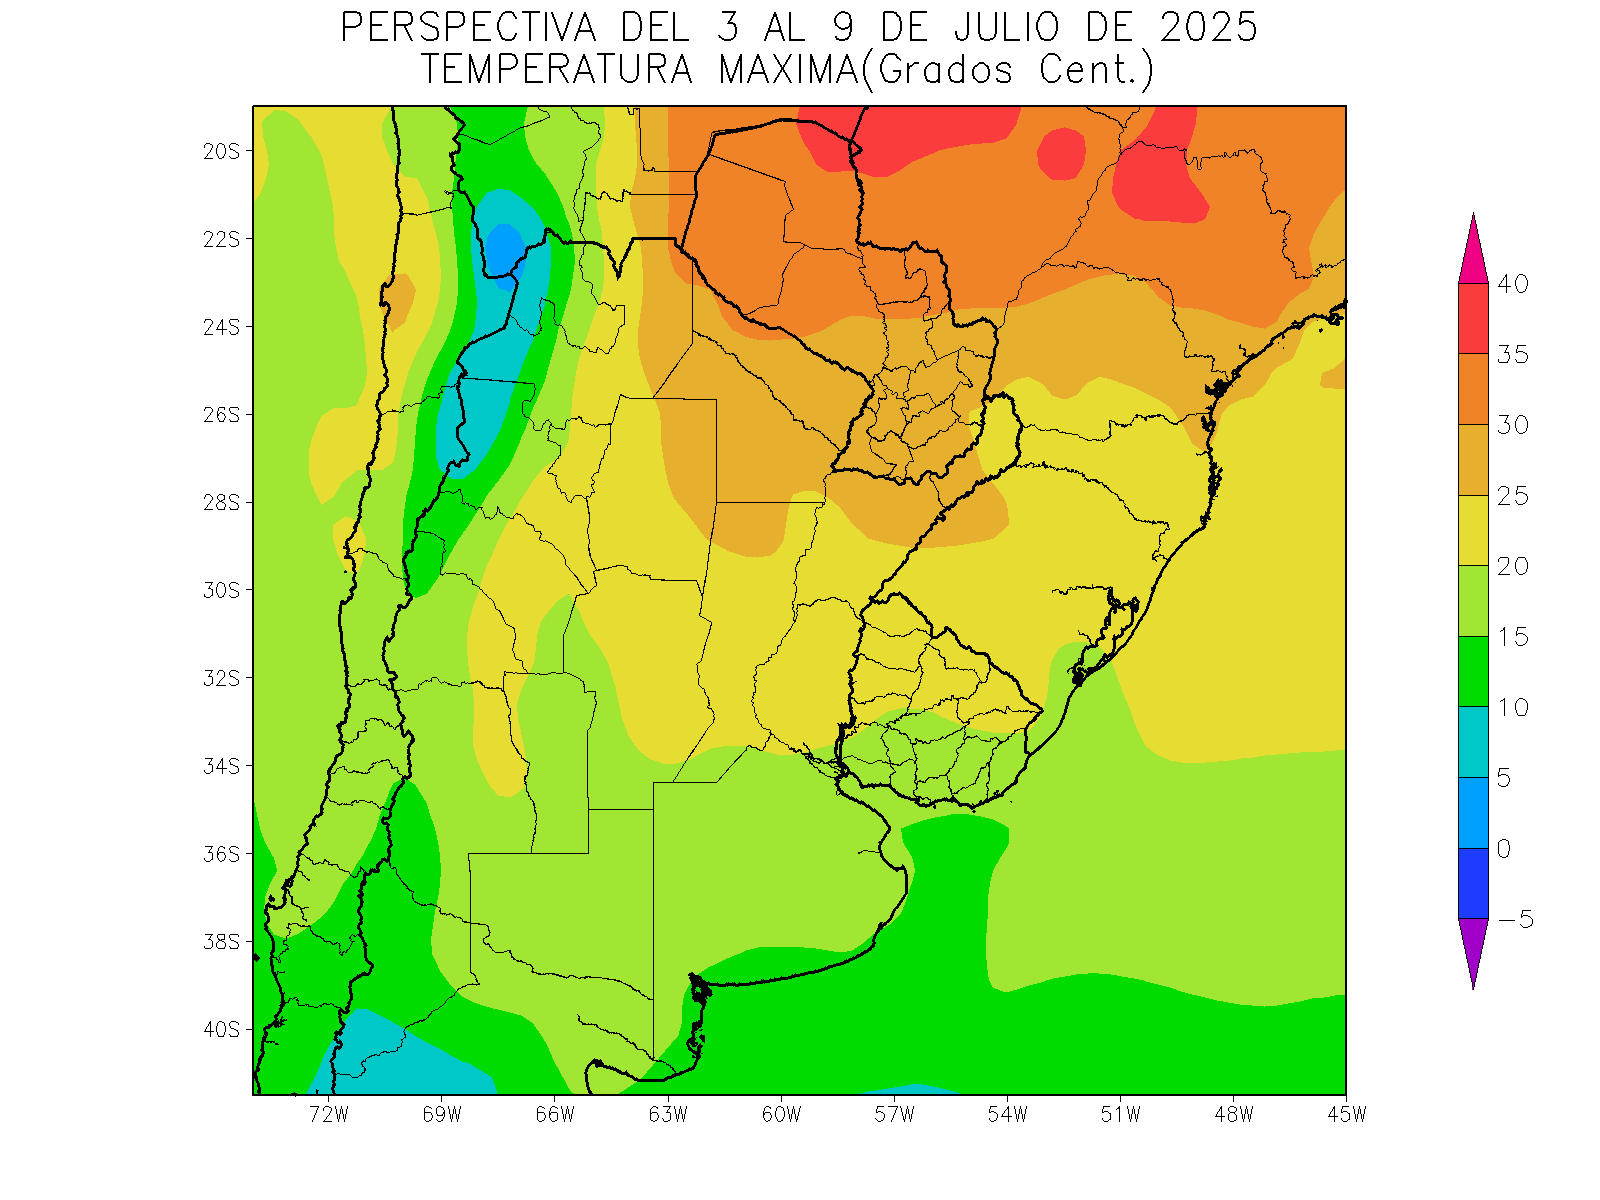 PERSPECTIVA DEL 3 AL 9 DE JULIO DE 2025
TEMPERATURA MAXIMA(Grados Cent.)
20S
22S
24S
26S
28S
30S
32S
34S
36S
38S
40S
72W 69W 66W 63W 60W 57W 54W 51W 48W 45W
40
35
30
25
20
15
10
5
0
-5